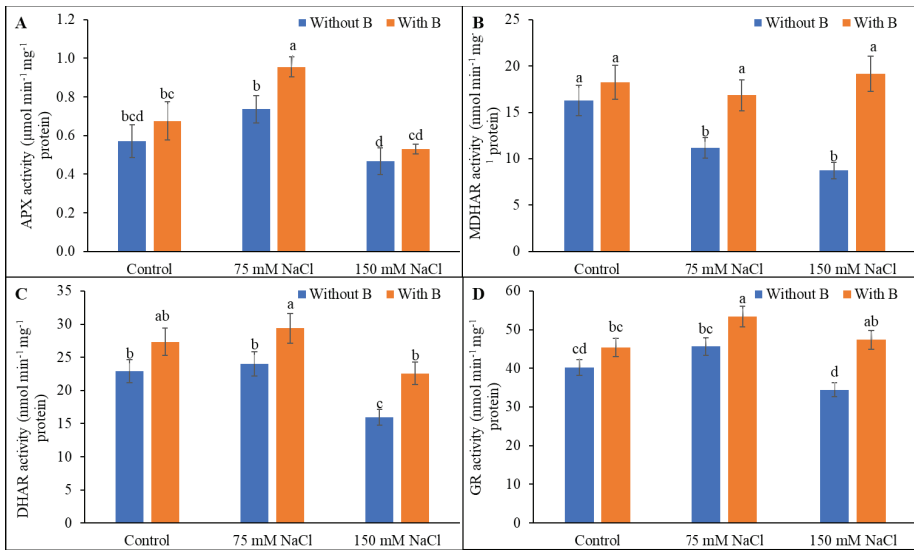 A
Without B
With B
APX activity (µmol min-1 mg-1
protein)
1.2
1.0
0.8
0.6
0.4
0.2
0.0
bcd
bc
b
a
d
cd
Control
75 mM NaCl
150 mM NaCl
B
Without B
With B
MDHAR activity (nmol min-1 mg-
1 protein)
25
20
15
10
5
0
a
a
b
a
b
a
Control
75 mM NaCl
150 mM NaCl
C
Without B
With B
DHAR activity (nmol min-1 mg-1
protein)
35
30
25
20
15
10
5
0
b
ab
b
a
c
b
Control
75 mM NaCl
150 mM NaCl
D
Without B
With B
GR activity (nmol min-1 mg-1
protein)
60
50
40
30
20
10
0
cd
bc
bc
a
d
ab
Control
75 mM NaCl
150 mM NaCl